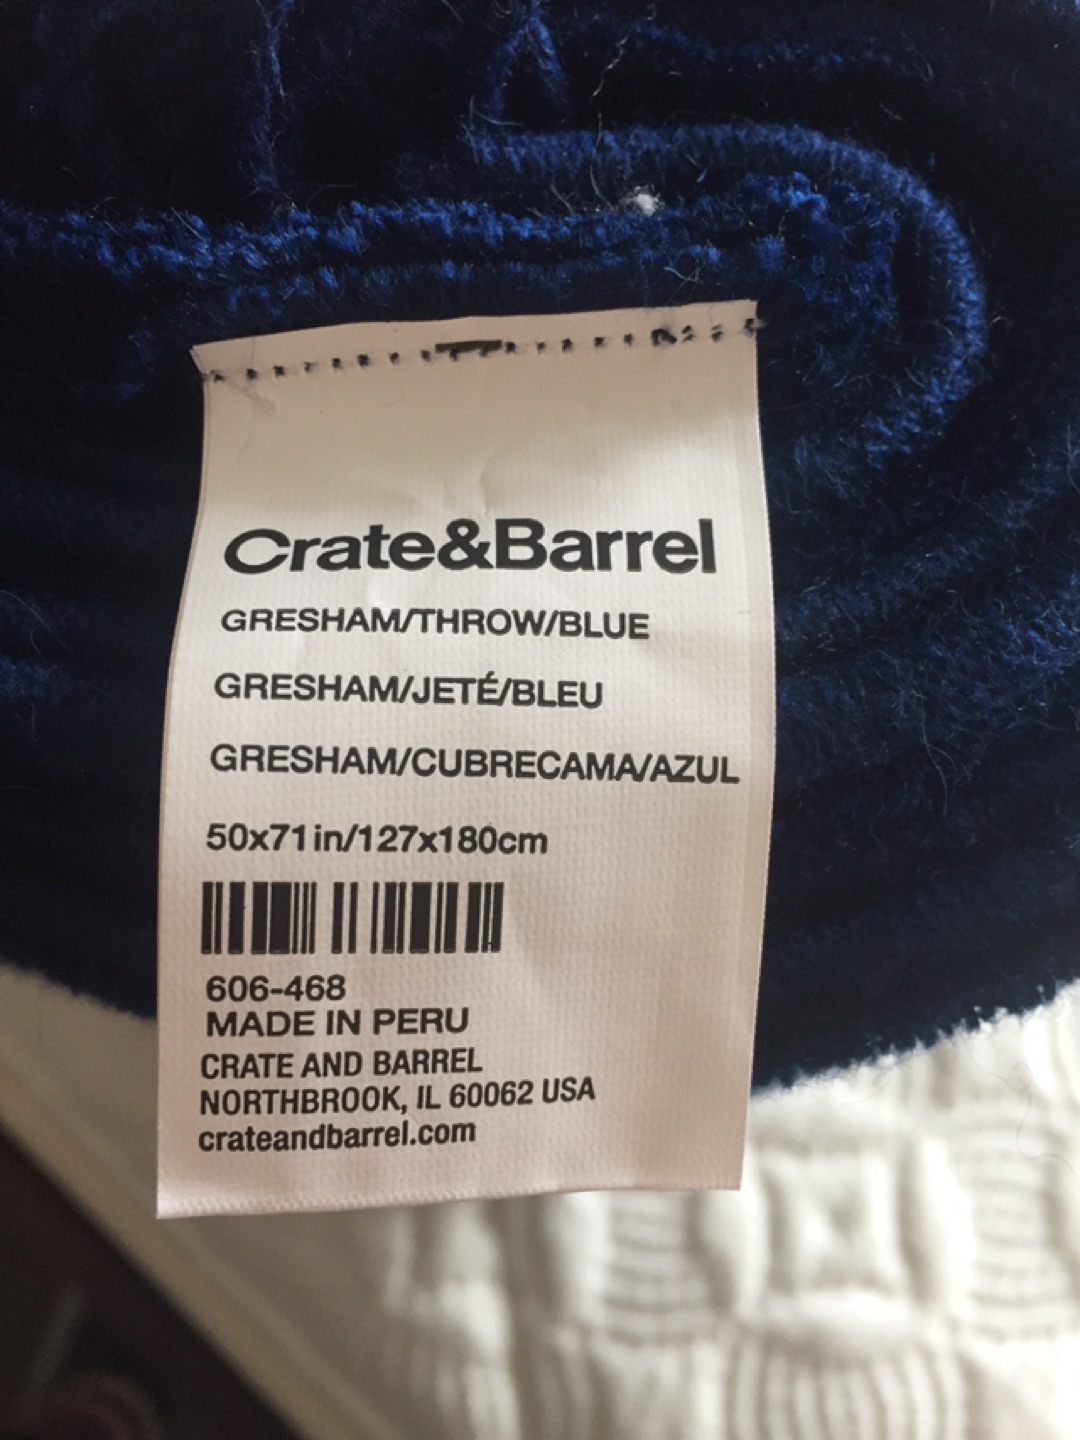 Crate&Barrel
GRESHAM/THROW/BLUE
GRESHAM/JETÉ/BLEU
GRESHAM/CUBRECAMA/AZUL
50x71in/127x180cm
606-468
MADE IN PERU
CRATE AND BARREL
NORTHBROOK, IL 60062 USA
crateandbarrel.com